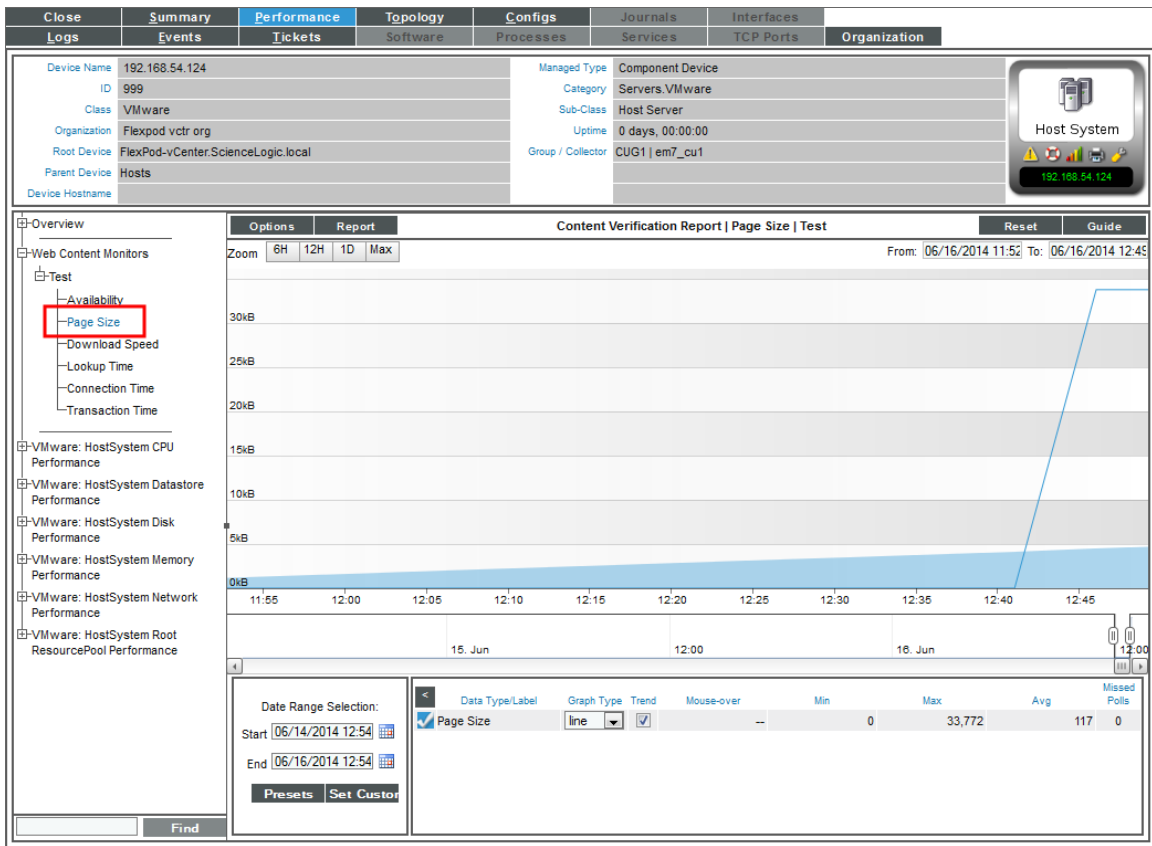 Close Summary Performance Topology Configs Journals Interfaces
Logs Events Tickets Software Processes Services TCP Ports Organization
Device Name 192.168.54.124 Managed Type Component Device
ID 999 Category Servers.VMware
Class VMware Sub-Class Host Server
Organization Flexpod vctr org Uptime 0 days, 00:00:00
Root Device FlexPod-vCenter.ScienceLogic.local Group / Collector CUG1 | em7_cu1
Parent Device Hosts
Device Hostname
Host System
192.168.54.124
Overview
Web Content Monitors
Test
Availability
Page Size
Download Speed
Lookup Time
Connection Time
Transaction Time
VMware: HostSystem CPU
Performance
VMware: HostSystem Datastore
Performance
VMware: HostSystem Disk
Performance
VMware: HostSystem Memory
Performance
VMware: HostSystem Network
Performance
VMware: HostSystem Root
ResourcePool Performance
Find
Options Report Content Verification Report | Page Size | Test Reset Guide
Zoom 6H 12H 1D Max From: 06/16/2014 11:52 To: 06/16/2014 12:49
30kB
25kB
20kB
15kB
10kB
5kB
0kB
11:55 12:00 12:05 12:10 12:15 12:20 12:25 12:30 12:35 12:40 12:45
15. Jun 12:00 16. Jun 12:00
Date Range Selection:
Start 06/14/2014 12:54
End 06/16/2014 12:54
Presets Set Custor
< Data Type/Label Graph Type Trend Mouse-over Min Max Avg Missed Polls
Page Size line -- 0 33,772 117 0